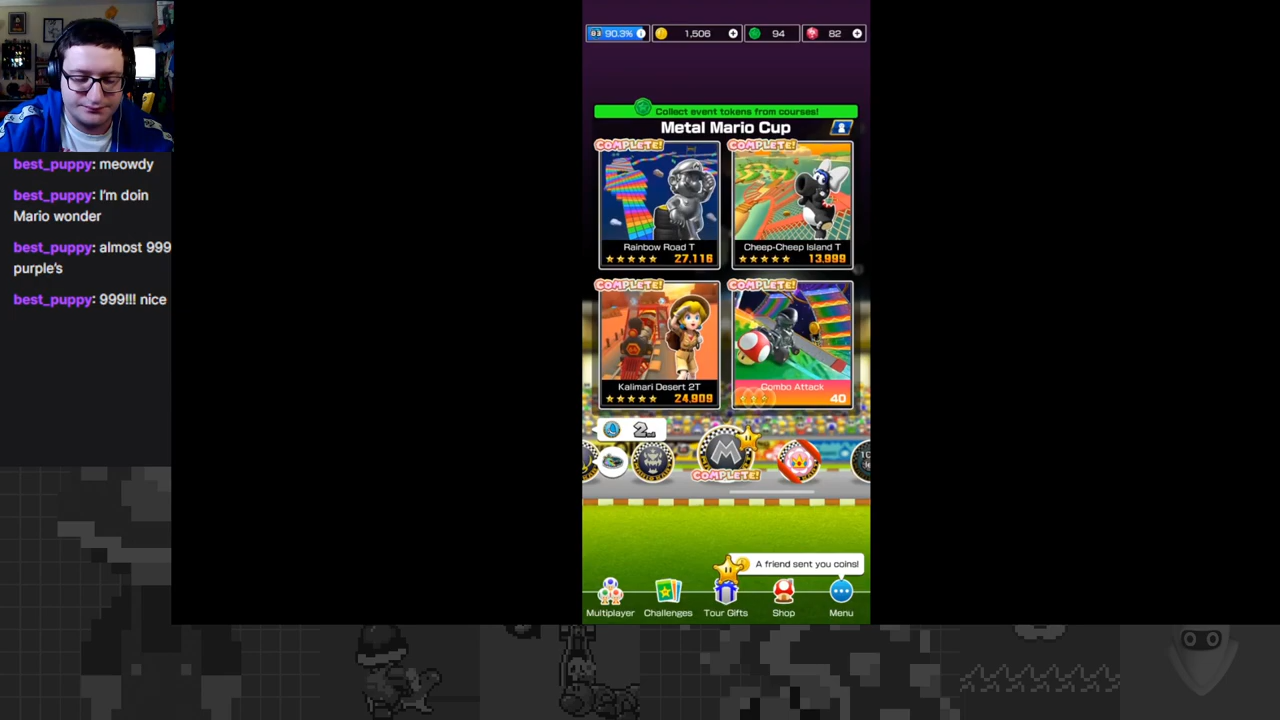 83 90.3% 1,506 94 82
Collect event tokens from courses!
Metal Mario Cup
COMPLETE! COMPLETE!
Rainbow Road T
27,116
Cheep-Cheep Island T
13,999
COMPLETE! COMPLETE!
Kalimari Desert 2T
24,909
Combo Attack
40
2nd
COMPLETE!
A friend sent you coins!
Multiplayer Challenges Tour Gifts Shop Menu
best_puppy: meowdy
best_puppy: I'm doin
Mario wonder
best_puppy: almost 999
purple's
best_puppy: 999!!! nice